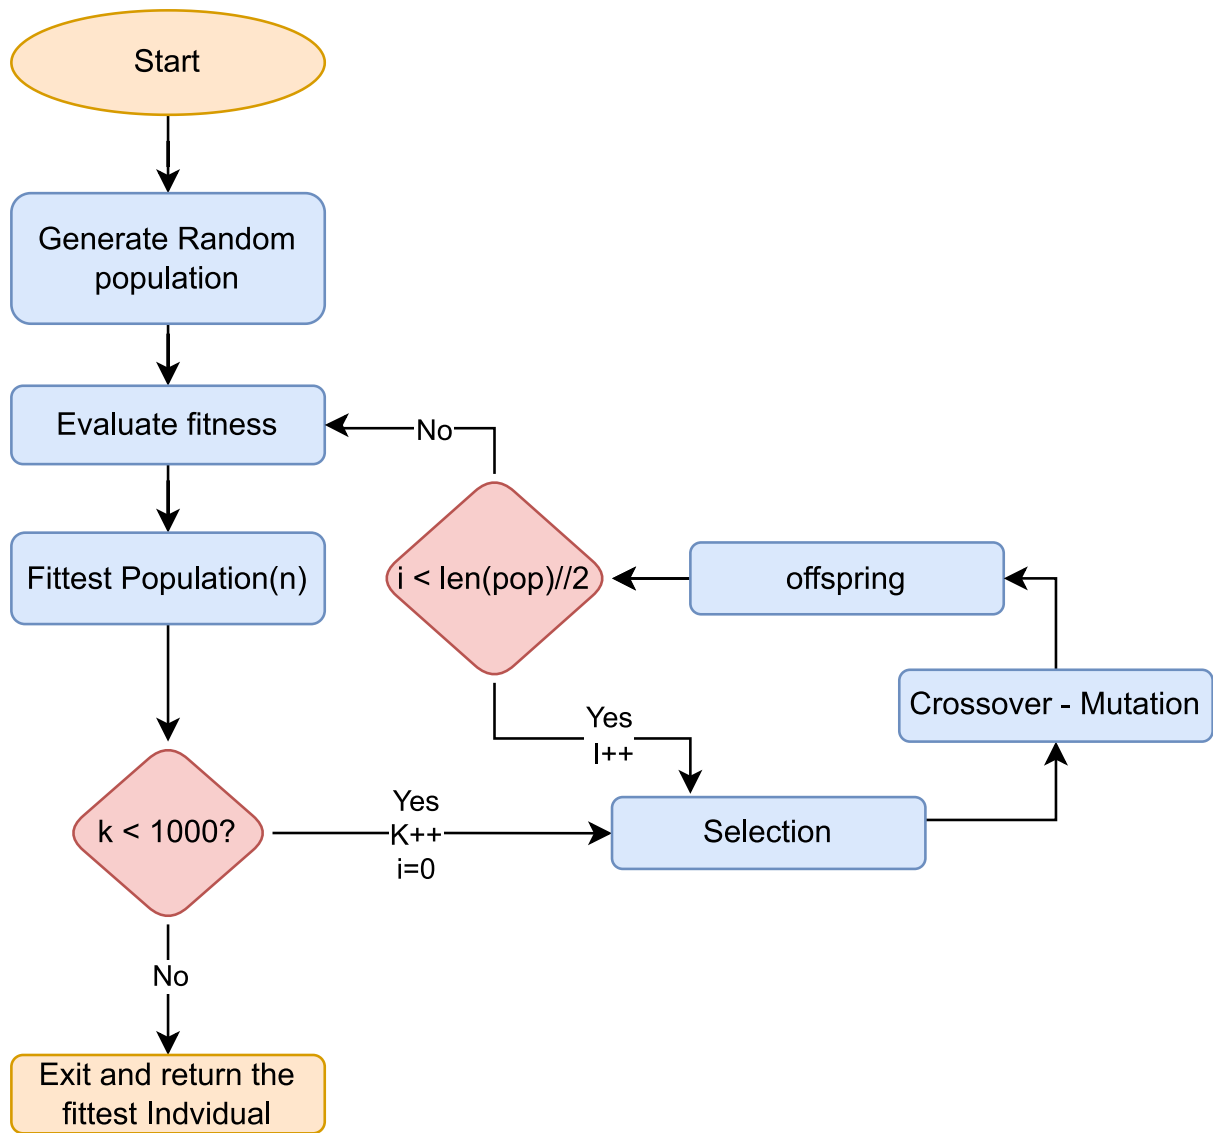 Start
Generate Random
population
Evaluate fitness
No
Fittest Population(n)
i < len(pop)//2
offspring
Crossover - Mutation
Yes
I++
k < 1000?
Yes
K++
i=0
Selection
No
Exit and return the
fittest Indvidual